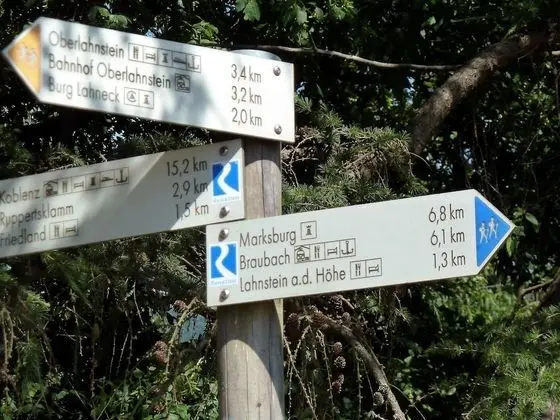 Oberlahnstein 3,4 km
Bahnhof Oberlahnstein 3,2 km
Burg Lahneck 2,0 km
Koblenz 15,2 km
Ruppertsklamm 2,9 km
Friedland 1,5 km
Marksburg 6,8 km
Braubach 6,1 km
Lahnstein a.d. Höhe 1,3 km